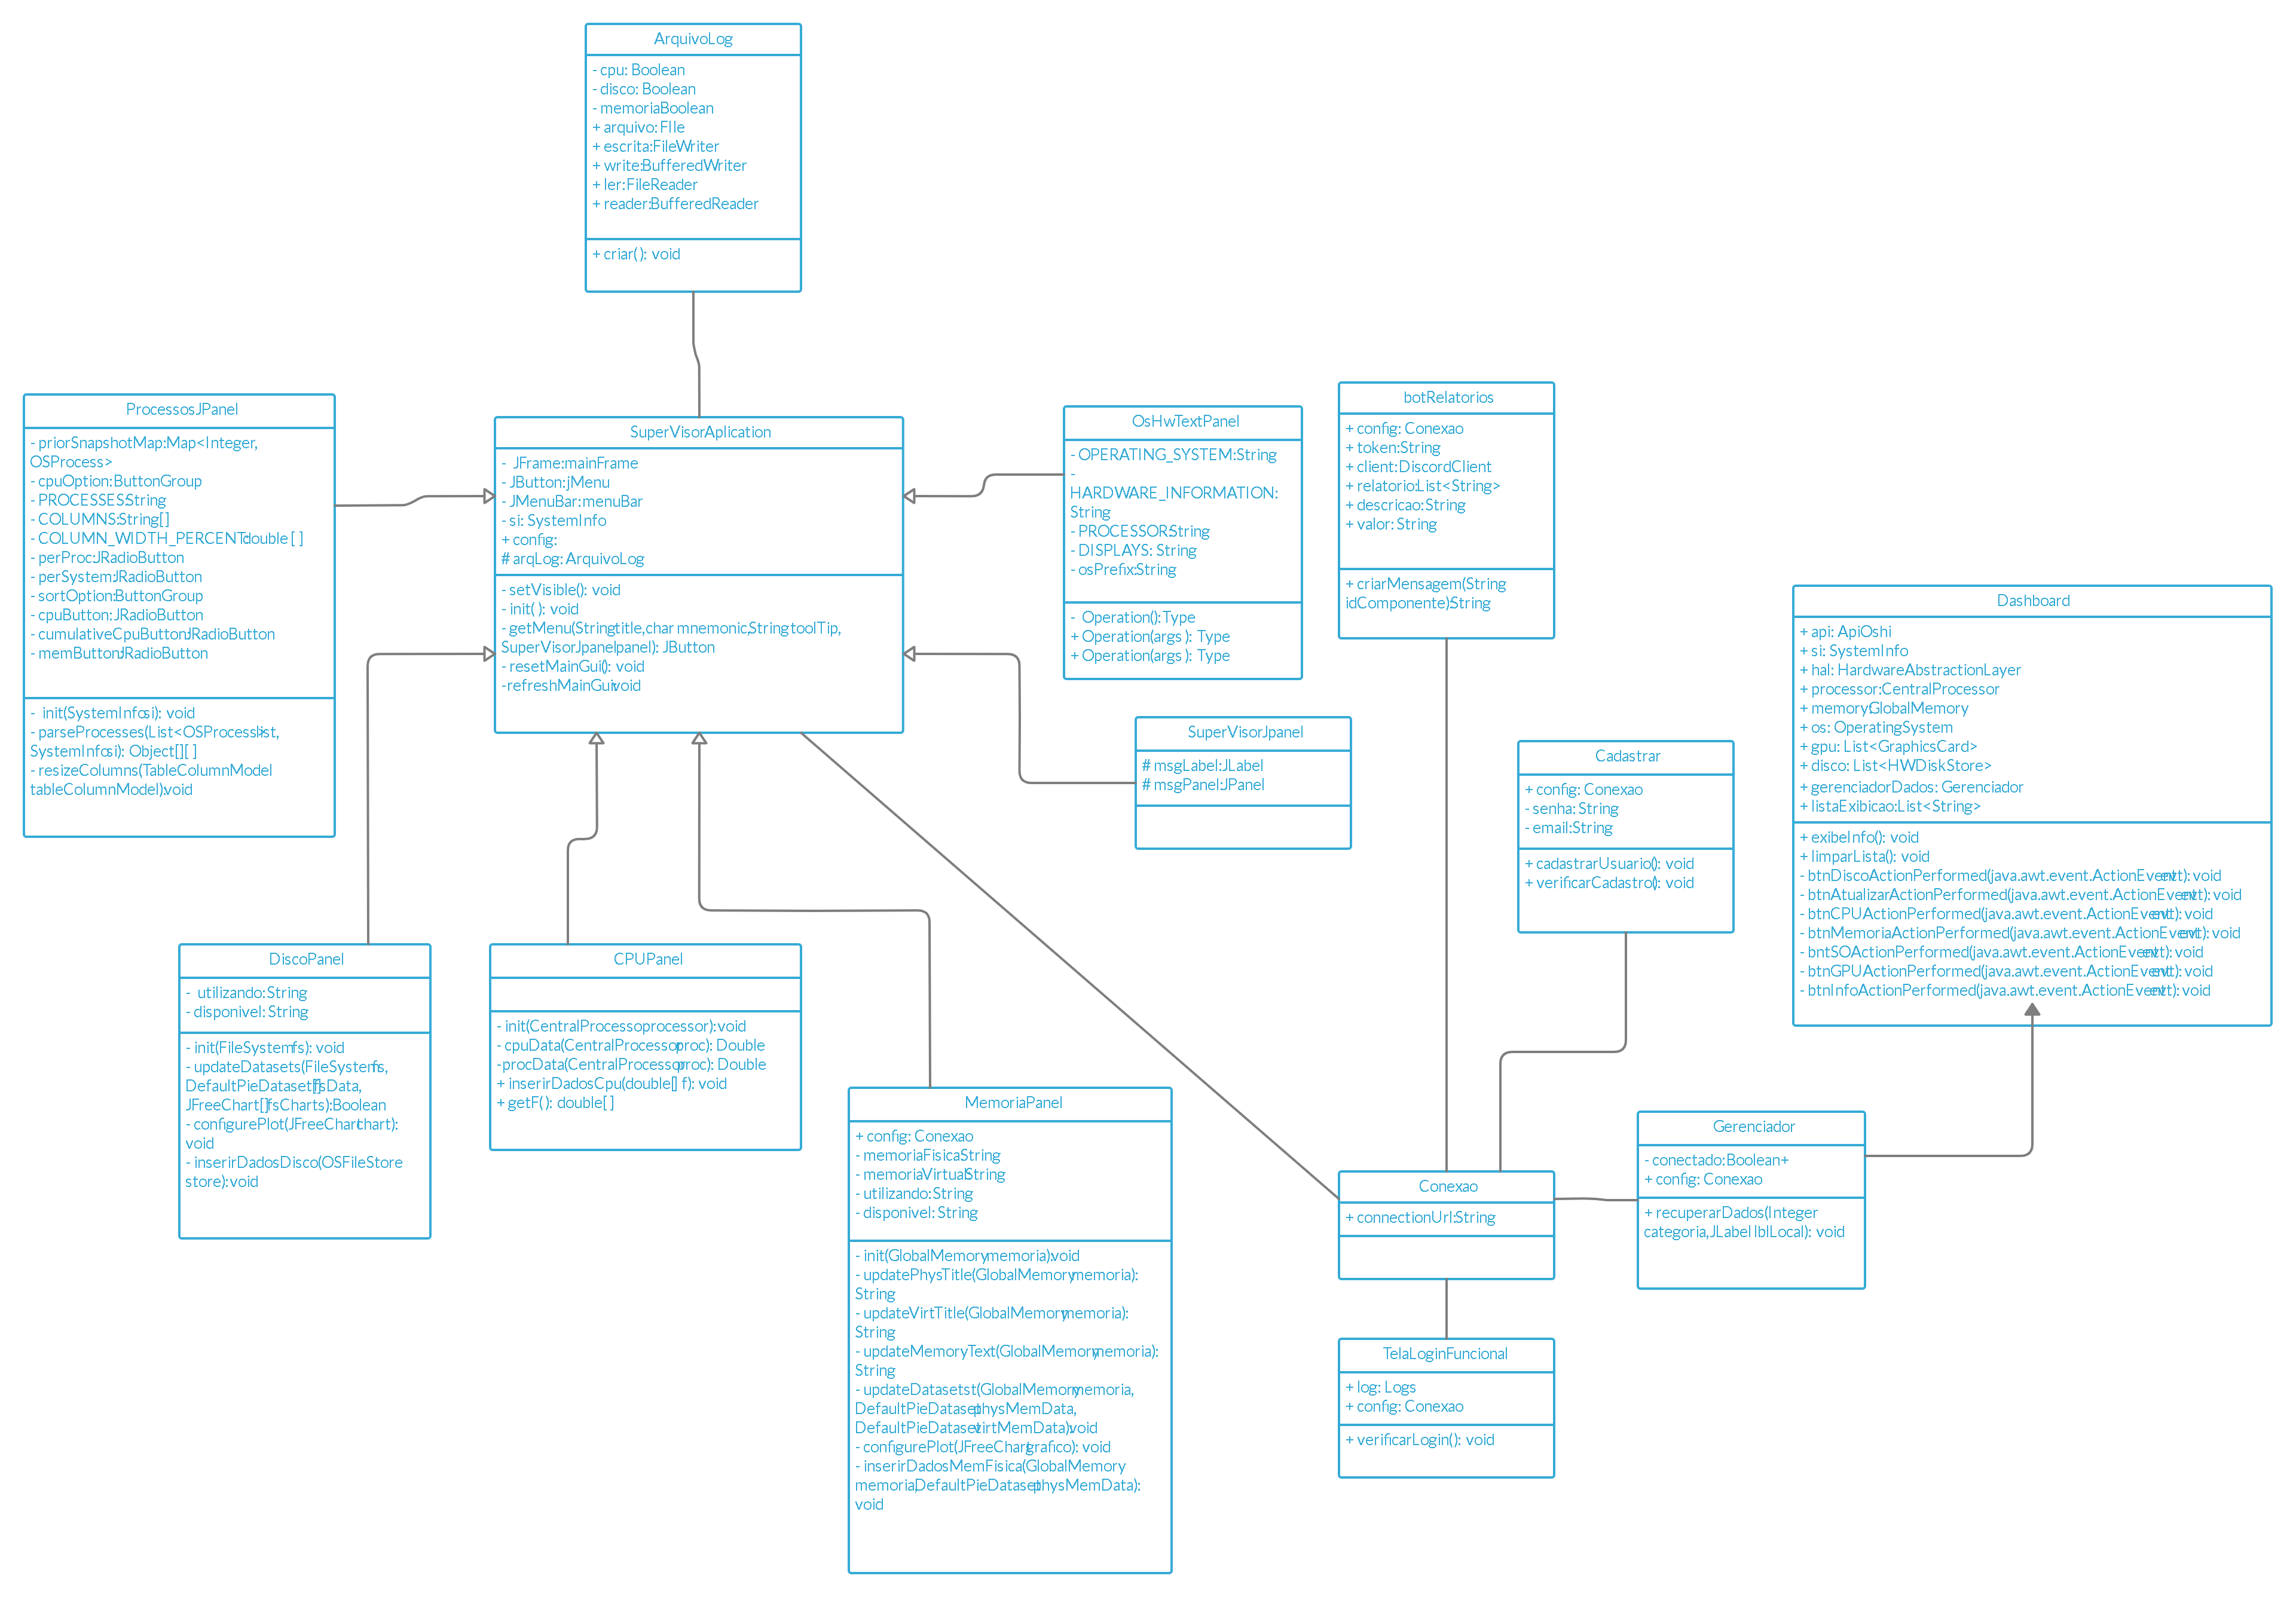 ArquivoLog
- cpu: Boolean
- disco: Boolean
- memoriaBoolean
+ arquivo: FIle
+ escrita:FileWriter
+ write:BufferedWriter
+ ler:FileReader
+ reader:BufferedReader
+ criar( ): void
ProcessosJPanel
- priorSnapshotMap:Map<Integer,
OSProcess>
- cpuOption:ButtonGroup
- PROCESSES:String
- COLUMNS:String[ ]
- COLUMN_WIDTH_PERCENT:double [ ]
- perProc:JRadioButton
- perSystem:JRadioButton
- sortOption:ButtonGroup
- cpuButton: JRadioButton
- cumulativeCpuButton:JRadioButton
- memButton:JRadioButton
- init(SystemInfo si): void
- parseProcesses(List<OSProcess> list,
SystemInfo si): Object[][ ]
- resizeColumns(TableColumnModel
tableColumnModel):void
SuperVisorAplication
- JFrame:mainFrame
- JButton:jMenu
- JMenuBar:menuBar
- si: SystemInfo
+ config:
# arqLog: ArquivoLog
- setVisible(): void
- init( ): void
- getMenu(String title,char mnemonic,String toolTip,
SuperVisorJpanel panel): JButton
- resetMainGui(): void
-refreshMainGui:void
OsHwTextPanel
- OPERATING_SYSTEM:String
-
HARDWARE_INFORMATION:
String
- PROCESSOR:String
- DISPLAYS: String
- osPrefix:String
- Operation():Type
+ Operation(args ): Type
+ Operation(args ): Type
SuperVisorJpanel
# msgLabel:JLabel
# msgPanel:JPanel
botRelatorios
+ config: Conexao
+ token:String
+ client:DiscordClient
+ relatorio:List<String>
+ descricao:String
+ valor: String
+ criarMensagem(String
idComponente):String
Cadastrar
+ config: Conexao
- senha: String
- email:String
+ cadastrarUsuario(): void
+ verificarCadastro(): void
Dashboard
+ api: ApiOshi
+ si: SystemInfo
+ hal: HardwareAbstractionLayer
+ processor:CentralProcessor
+ memory:GlobalMemory
+ os: OperatingSystem
+ gpu: List<GraphicsCard>
+ disco: List<HWDiskStore>
+ gerenciadorDados: Gerenciador
+ listaExibicao:List<String>
+ exibeInfo(): void
+ limparLista(): void
- btnDiscoActionPerformed(java.awt.event.ActionEvent evt): void
- btnAtualizarActionPerformed(java.awt.event.ActionEvent evt): void
- btnCPUActionPerformed(java.awt.event.ActionEvent evt): void
- btnMemoriaActionPerformed(java.awt.event.ActionEvent evt): void
- bntSOActionPerformed(java.awt.event.ActionEvent evt): void
- btnGPUActionPerformed(java.awt.event.ActionEvent evt): void
- btnInfoActionPerformed(java.awt.event.ActionEvent evt): void
DiscoPanel
- utilizando:String
- disponivel: String
- init(FileSystem fs): void
- updateDatasets(FileSystem fs,
DefaultPieDataset[] fsData,
JFreeChart[] fsCharts):Boolean
- configurePlot(JFreeChart chart):
void
- inserirDadosDisco(OSFileStore
store):void
CPUPanel
- init(CentralProcessor processor):void
- cpuData(CentralProcessor proc): Double
-procData(CentralProcessor proc): Double
+ inserirDadosCpu(double[] f): void
+ getF( ): double[ ]
MemoriaPanel
+ config: Conexao
- memoriaFisica:String
- memoriaVirtual:String
- utilizando:String
- disponivel: String
- init(GlobalMemory memoria):void
- updatePhysTitle(GlobalMemory memoria):
String
- updateVirtTitle(GlobalMemory memoria):
String
- updateMemoryText(GlobalMemory memoria):
String
- updateDatasetst(GlobalMemory memoria,
DefaultPieDataset physMemData,
DefaultPieDataset virtMemData):void
- configurePlot(JFreeChart grafico): void
- inserirDadosMemFisica(GlobalMemory
memoria,DefaultPieDataset physMemData):
void
Conexao
+ connectionUrl:String
Gerenciador
- conectado:Boolean+
+ config: Conexao
+ recuperarDados(Integer
categoria,JLabel lblLocal): void
TelaLoginFuncional
+ log: Logs
+ config: Conexao
+ verificarLogin(): void